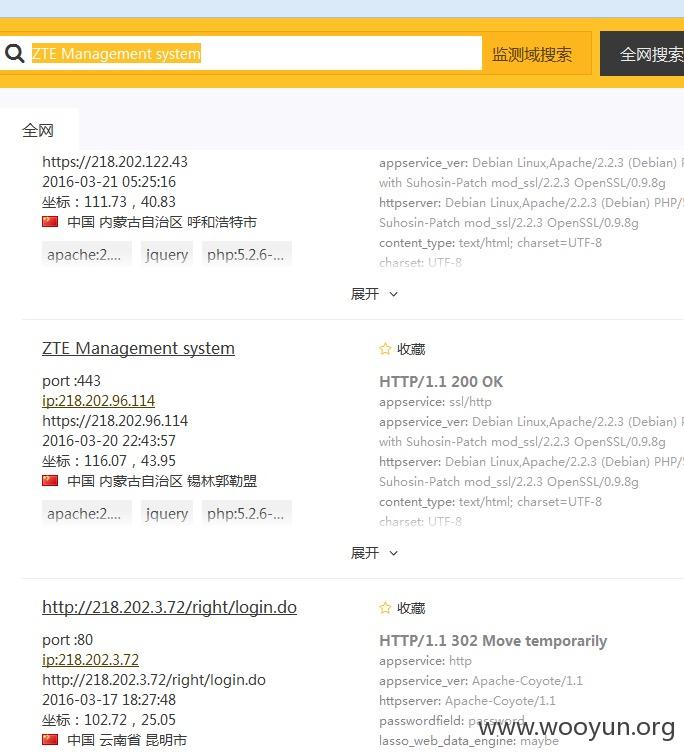 ZTE Management system
监测域搜索
全网搜索
全网
https://218.202.122.43
2016-03-21 05:25:16
坐标：111.73，40.83
中国 内蒙古自治区 呼和浩特市
apache:2....
jquery
php:5.2.6-...
appservice_ver: Debian Linux,Apache/2.2.3 (Debian)
with Suhosin-Patch mod_ssl/2.2.3 OpenSSL/0.9.8g
httpserver: Debian Linux,Apache/2.2.3 (Debian) PHP/5
Suhosin-Patch mod_ssl/2.2.3 OpenSSL/0.9.8g
content_type: text/html; charset=UTF-8
charset: UTF-8
展开
ZTE Management system
port :443
ip:218.202.96.114
https://218.202.96.114
2016-03-20 22:43:57
坐标：116.07，43.95
中国 内蒙古自治区 锡林郭勒盟
apache:2....
jquery
php:5.2.6-...
收藏
HTTP/1.1 200 OK
appservice: ssl/http
appservice_ver: Debian Linux,Apache/2.2.3 (Debian)
with Suhosin-Patch mod_ssl/2.2.3 OpenSSL/0.9.8g
httpserver: Debian Linux,Apache/2.2.3 (Debian) PHP/5
Suhosin-Patch mod_ssl/2.2.3 OpenSSL/0.9.8g
content_type: text/html; charset=UTF-8
charset: UTF-8
展开
http://218.202.3.72/right/login.do
port :80
ip:218.202.3.72
http://218.202.3.72/right/login.do
2016-03-17 18:27:48
坐标：102.72，25.05
中国 云南省 昆明市
收藏
HTTP/1.1 302 Move temporarily
appservice: http
appservice_ver: Apache-Coyote/1.1
httpserver: Apache-Coyote/1.1
passwordfield: password
lasso_web_data_engine: maybe
www.wooyun.org